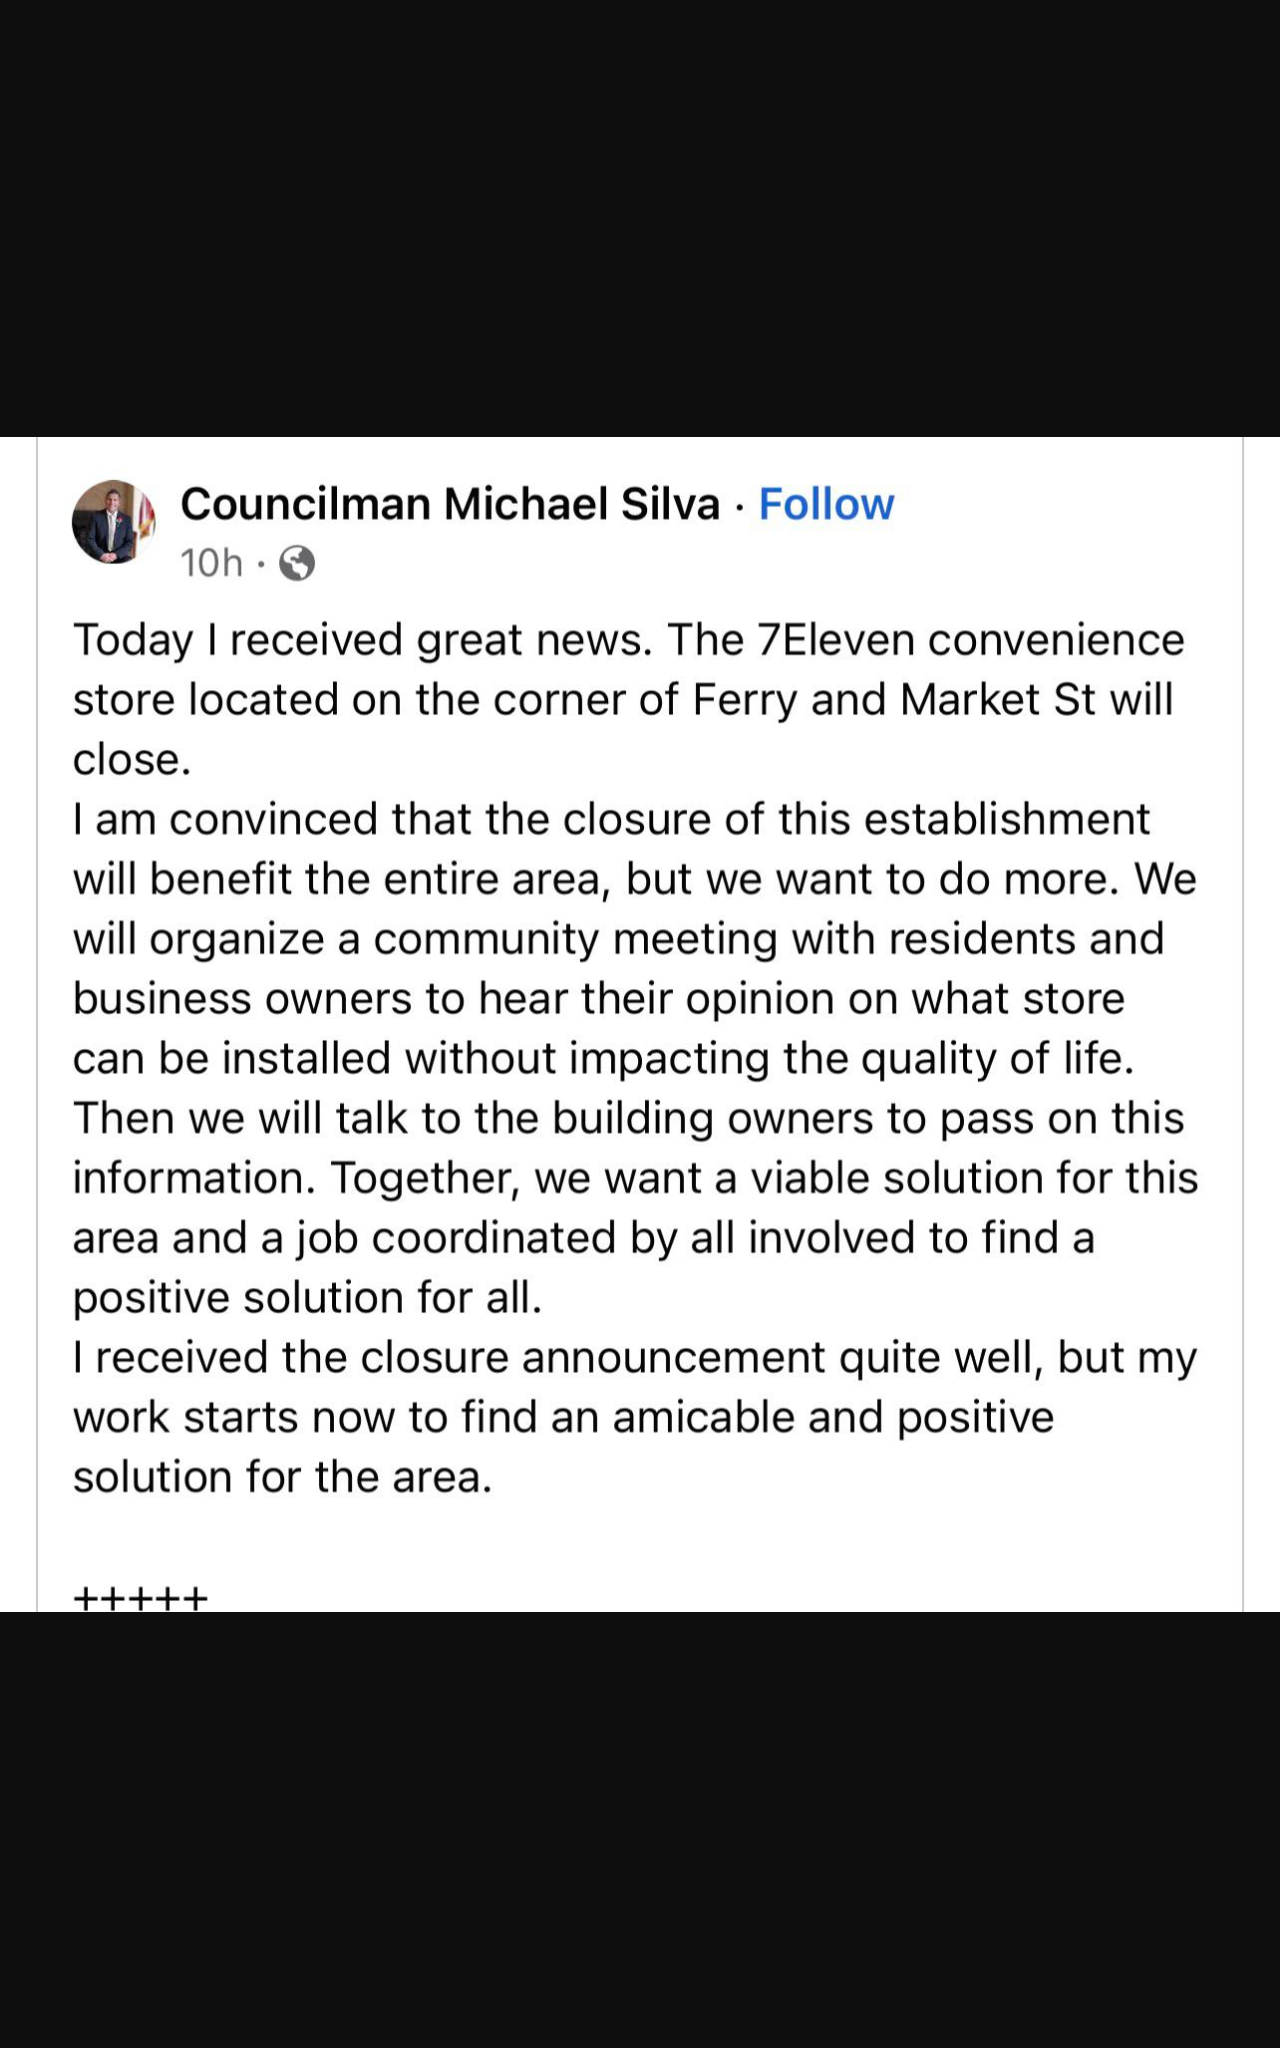 Councilman Michael Silva · Follow
10h ·
Today I received great news. The 7Eleven convenience
store located on the corner of Ferry and Market St will
close.
I am convinced that the closure of this establishment
will benefit the entire area, but we want to do more. We
will organize a community meeting with residents and
business owners to hear their opinion on what store
can be installed without impacting the quality of life.
Then we will talk to the building owners to pass on this
information. Together, we want a viable solution for this
area and a job coordinated by all involved to find a
positive solution for all.
I received the closure announcement quite well, but my
work starts now to find an amicable and positive
solution for the area.
+++++